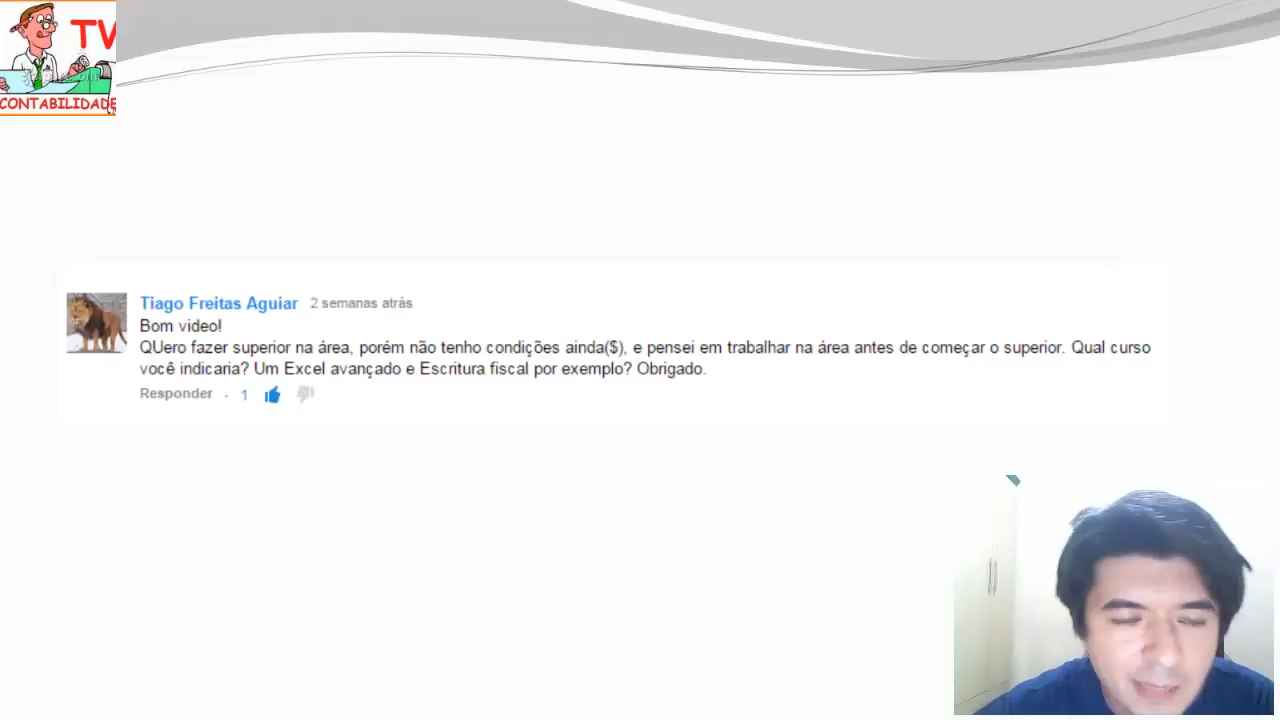 TV
CONTABILIDADE
Tiago Freitas Aguiar 2 semanas atrás
Bom video!
QUero fazer superior na área, porém não tenho condições ainda($), e pensei em trabalhar na área antes de começar o superior. Qual curso
você indicaria? Um Excel avançado e Escritura fiscal por exemplo? Obrigado.
Responder . 1